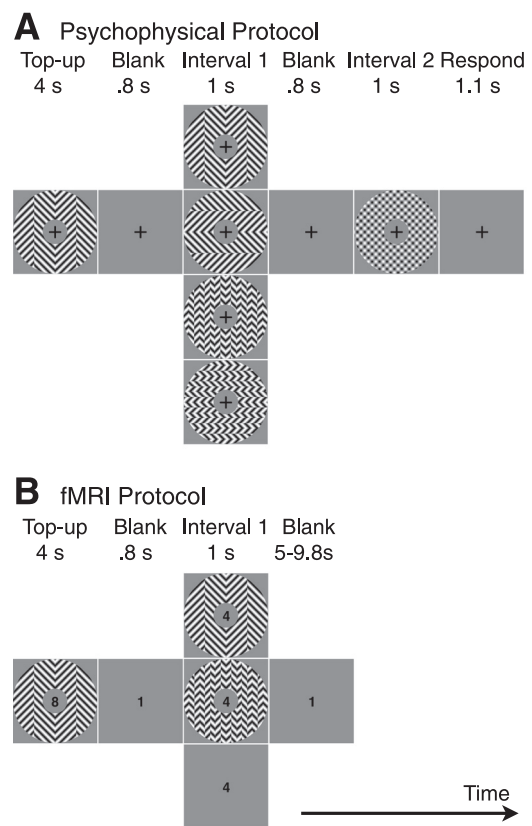 A Psychophysical Protocol
Top-up Blank Interval 1 Blank Interval 2 Respond
4 s .8 s 1 s .8 s 1 s 1.1 s
+
+ + + + + +
+
+
B fMRI Protocol
Top-up Blank Interval 1 Blank
4 s .8 s 1 s 5-9.8s
4
8 1 4 1
4
Time